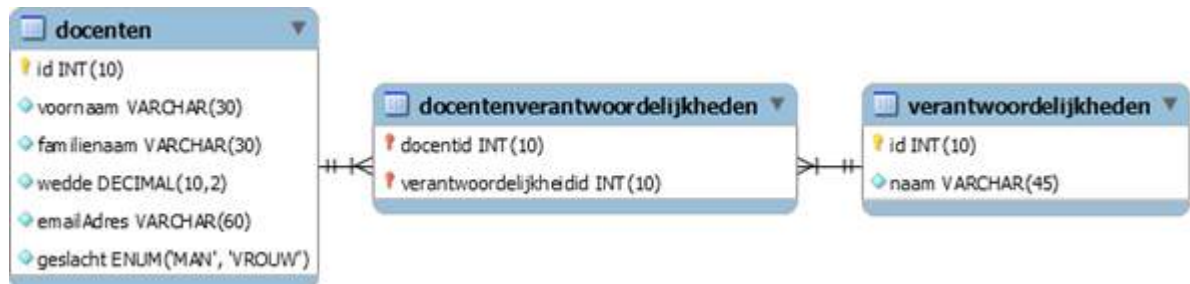 docenten
id INT(10)
voornaam VARCHAR(30)
familienaam VARCHAR(30)
wedde DECIMAL(10,2)
emailAdres VARCHAR(60)
geslacht ENUM('MAN', 'VROUW')
docentenverantwoordelijkheden
docentid INT(10)
verantwoordelijkheidid INT(10)
verantwoordelijkheden
id INT(10)
naam VARCHAR(45)